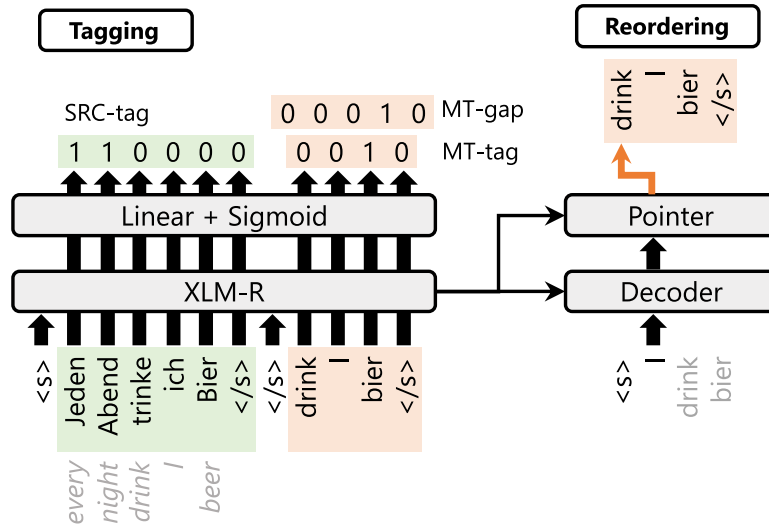 Tagging
Reordering
SRC-tag
0 0 0 1 0 MT-gap
1 1 0 0 0 0
0 0 1 0 MT-tag
drink I bier </s>
Linear + Sigmoid
Pointer
XLM-R
Decoder
<s> Jeden Abend trinke ich Bier </s> </s> drink I bier </s>
<s> I drink bier
every night drink I beer